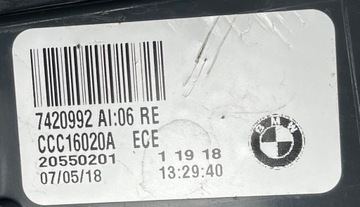 7420992 AI:06 RE
CCC16020A ECE
20550201 1 19 18
07/05/18 13:29:40
BMW